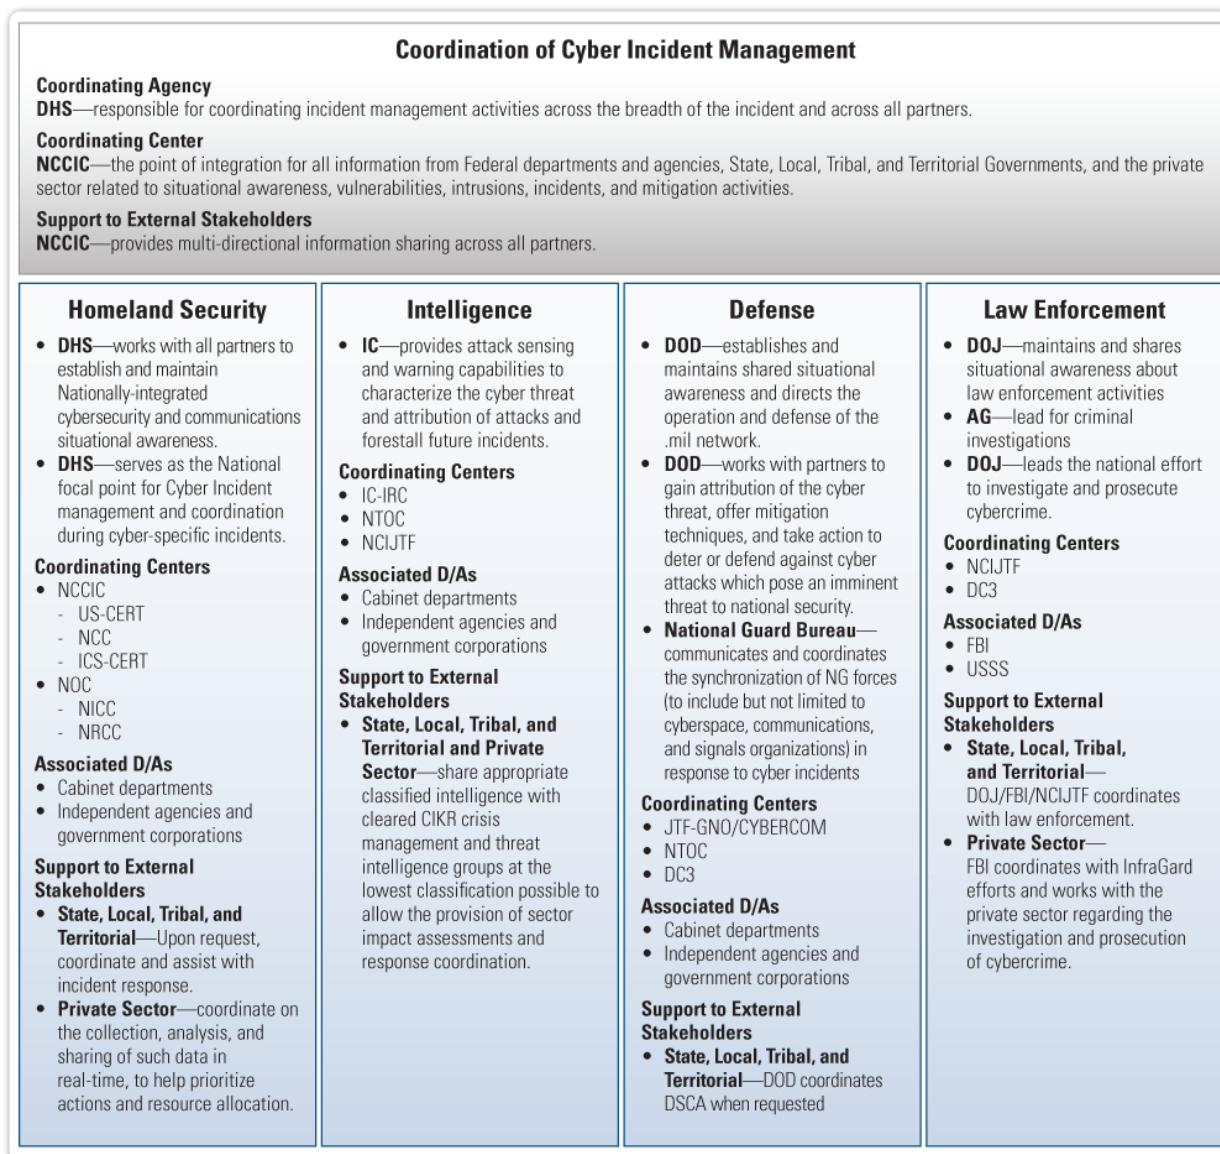 Coordination of Cyber Incident Management
Coordinating Agency
DHS—responsible for coordinating incident management activities across the breadth of the incident and across all partners.
Coordinating Center
NCCIC—the point of integration for all information from Federal departments and agencies, State, Local, Tribal, and Territorial Governments, and the private
sector related to situational awareness, vulnerabilities, intrusions, incidents, and mitigation activities.
Support to External Stakeholders
NCCIC—provides multi-directional information sharing across all partners.
Homeland Security
• DHS—works with all partners to
establish and maintain
Nationally-integrated
cybersecurity and communications
situational awareness.
• DHS—serves as the National
focal point for Cyber Incident
management and coordination
during cyber-specific incidents.
Coordinating Centers
• NCCIC
- US-CERT
- NCC
- ICS-CERT
• NOC
- NICC
- NRCC
Associated D/As
• Cabinet departments
• Independent agencies and
government corporations
Support to External
Stakeholders
• State, Local, Tribal, and
Territorial—Upon request,
coordinate and assist with
incident response.
• Private Sector—coordinate on
the collection, analysis, and
sharing of such data in
real-time, to help prioritize
actions and resource allocation.
Intelligence
• IC—provides attack sensing
and warning capabilities to
characterize the cyber threat
and attribution of attacks and
forestall future incidents.
Coordinating Centers
• IC-IRC
• NTOC
• NCIJTF
Associated D/As
• Cabinet departments
• Independent agencies and
government corporations
Support to External
Stakeholders
• State, Local, Tribal, and
Territorial and Private
Sector—share appropriate
classified intelligence with
cleared CIKR crisis
management and threat
intelligence groups at the
lowest classification possible to
allow the provision of sector
impact assessments and
response coordination.
Defense
• DOD—establishes and
maintains shared situational
awareness and directs the
operation and defense of the
.mil network.
• DOD—works with partners to
gain attribution of the cyber
threat, offer mitigation
techniques, and take action to
deter or defend against cyber
attacks which pose an imminent
threat to national security.
• National Guard Bureau—
communicates and coordinates
the synchronization of NG forces
(to include but not limited to
cyberspace, communications,
and signals organizations) in
response to cyber incidents
Coordinating Centers
• JTF-GNO/CYBERCOM
• NTOC
• DC3
Associated D/As
• Cabinet departments
• Independent agencies and
government corporations
Support to External
Stakeholders
• State, Local, Tribal, and
Territorial—DOD coordinates
DSCA when requested
Law Enforcement
• DOJ—maintains and shares
situational awareness about
law enforcement activities
• AG—lead for criminal
investigations
• DOJ—leads the national effort
to investigate and prosecute
cybercrime.
Coordinating Centers
• NCIJTF
• DC3
Associated D/As
• FBI
• USSS
Support to External
Stakeholders
• State, Local, Tribal,
and Territorial—
DOJ/FBI/NCIJTF coordinates
with law enforcement.
• Private Sector—
FBI coordinates with InfraGard
efforts and works with the
private sector regarding the
investigation and prosecution
of cybercrime.